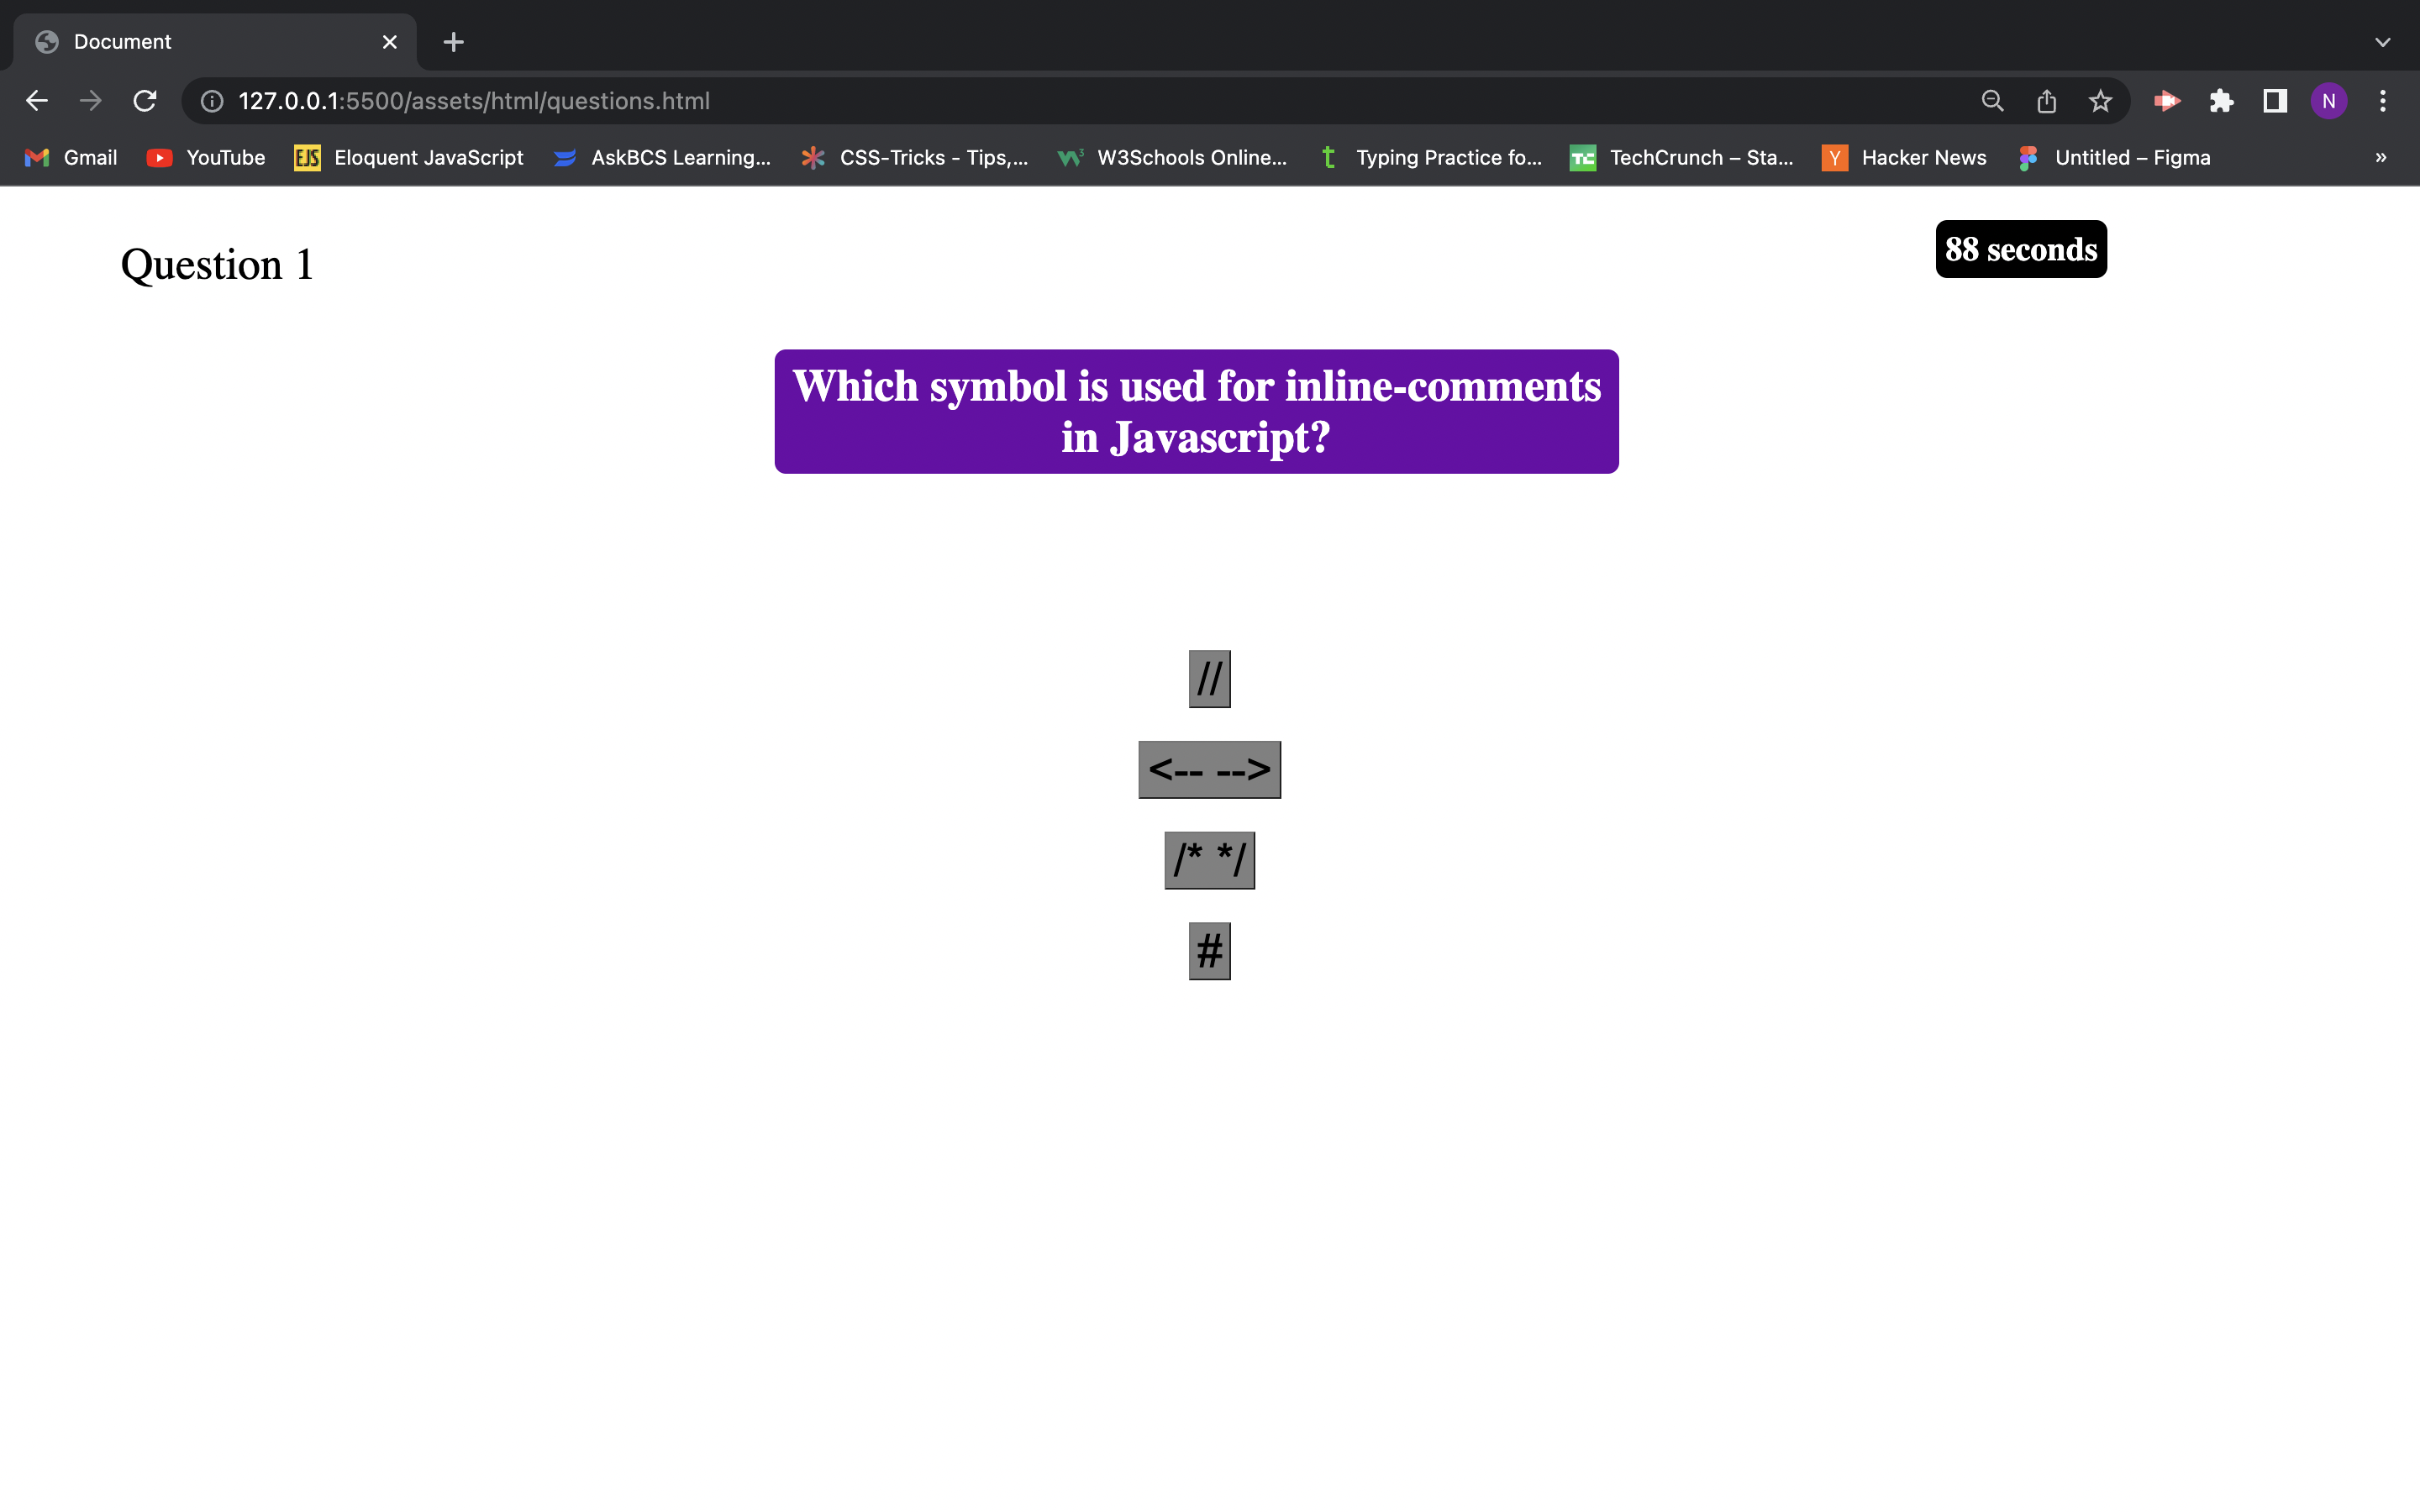 Document
127.0.0.1:5500/assets/html/questions.html
N
Gmail YouTube EJS Eloquent JavaScript AskBCS Learning... CSS-Tricks - Tips,... W3Schools Online... t Typing Practice fo... TC TechCrunch – Sta... Y Hacker News Untitled – Figma »
Question 1
88 seconds
Which symbol is used for inline-comments
in Javascript?
//
<-- -->
/* */
#